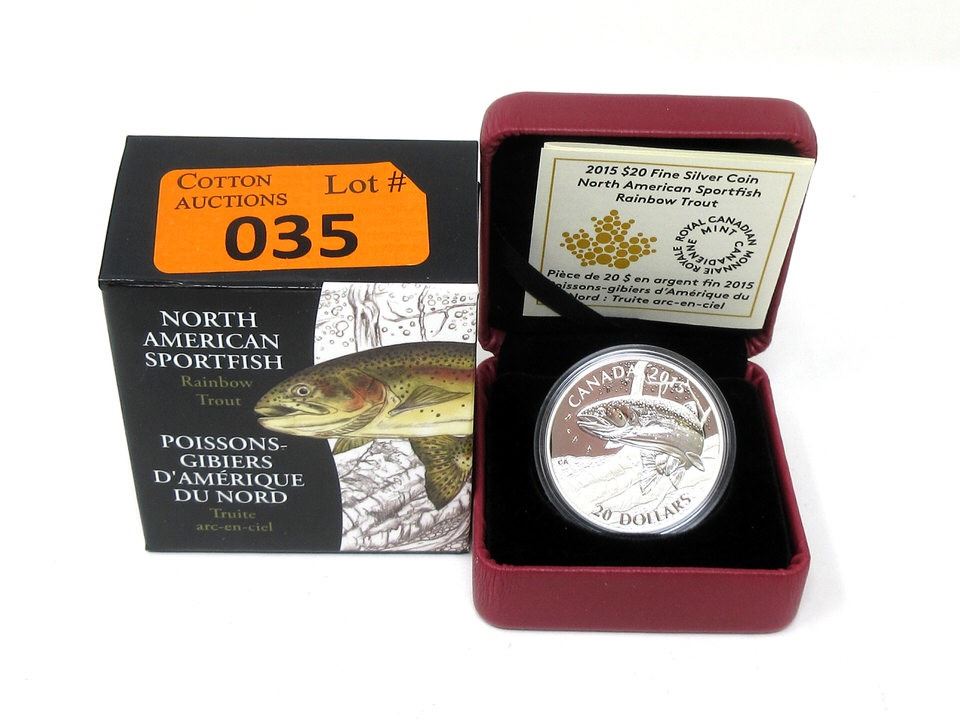 COTTON
AUCTIONS
Lot #
035
NORTH
AMERICAN
SPORTFISH
Rainbow
Trout
POISSONS-
GIBIERS
D'AMÉRIQUE
DU NORD
Truite
arc-en-ciel
2015 $20 Fine Silver Coin
North American Sportfish
Rainbow Trout
MONNAIE ROYALE CANADIENNE
ROYAL CANADIAN MINT
Pièce de 20 $ en argent fin 2015
Poissons-gibiers d'Amérique du
Nord : Truite arc-en-ciel
CANADA 2015
CA
20 DOLLARS